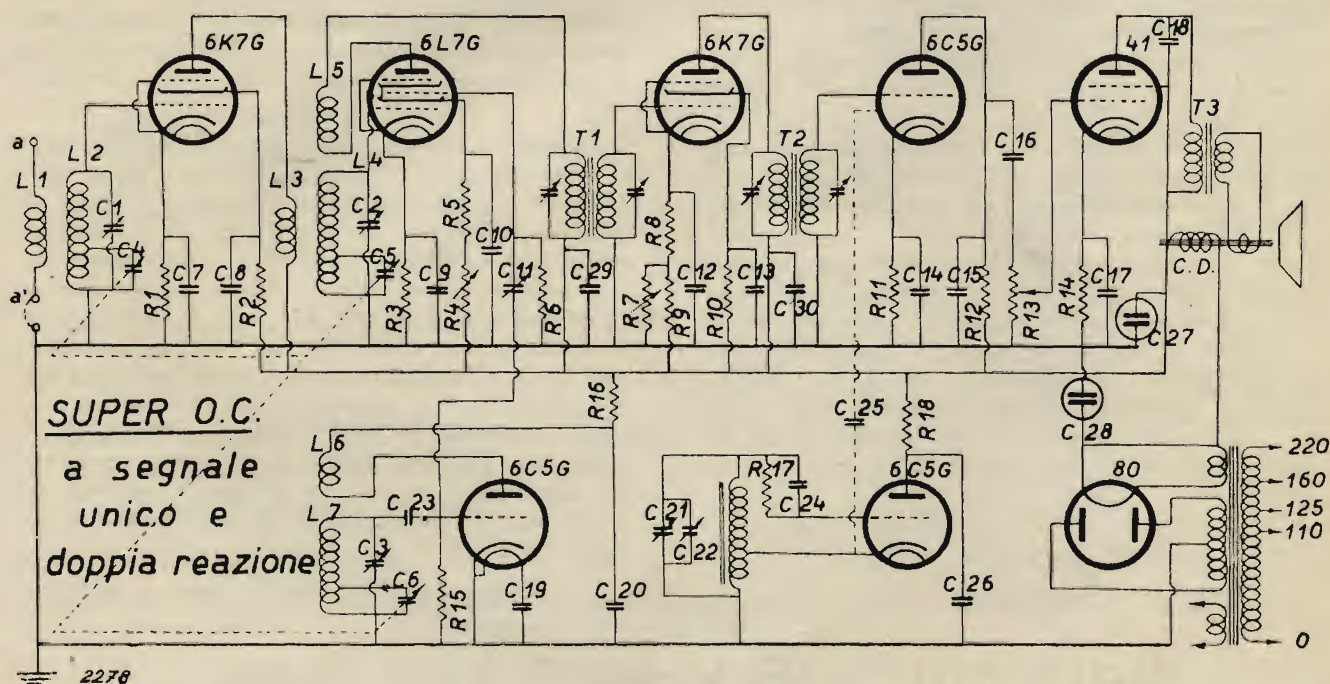 6K7G
6L7G
6K7G
6C5G
41
C18
L5
T3
a
L2
L1
C1
C4
L3
L4
C2
C5
R5
C10
T1
R8
T2
C16
a'
R1
C7
C8
R2
R3
C9
R4
C11
R6
C29
R7
R9
C12
R10
C13
C30
R11
C14
C15
R12
R13
R14
C17
C.D.
C27
SUPER O.C.
a segnale
unico e
doppia reazione
R16
C25
R18
C28
L6
6C5G
R17
6C5G
80
220
160
125
110
0
L7
C23
C3
C6
R15
C19
C20
C21
C22
C24
C26
2278